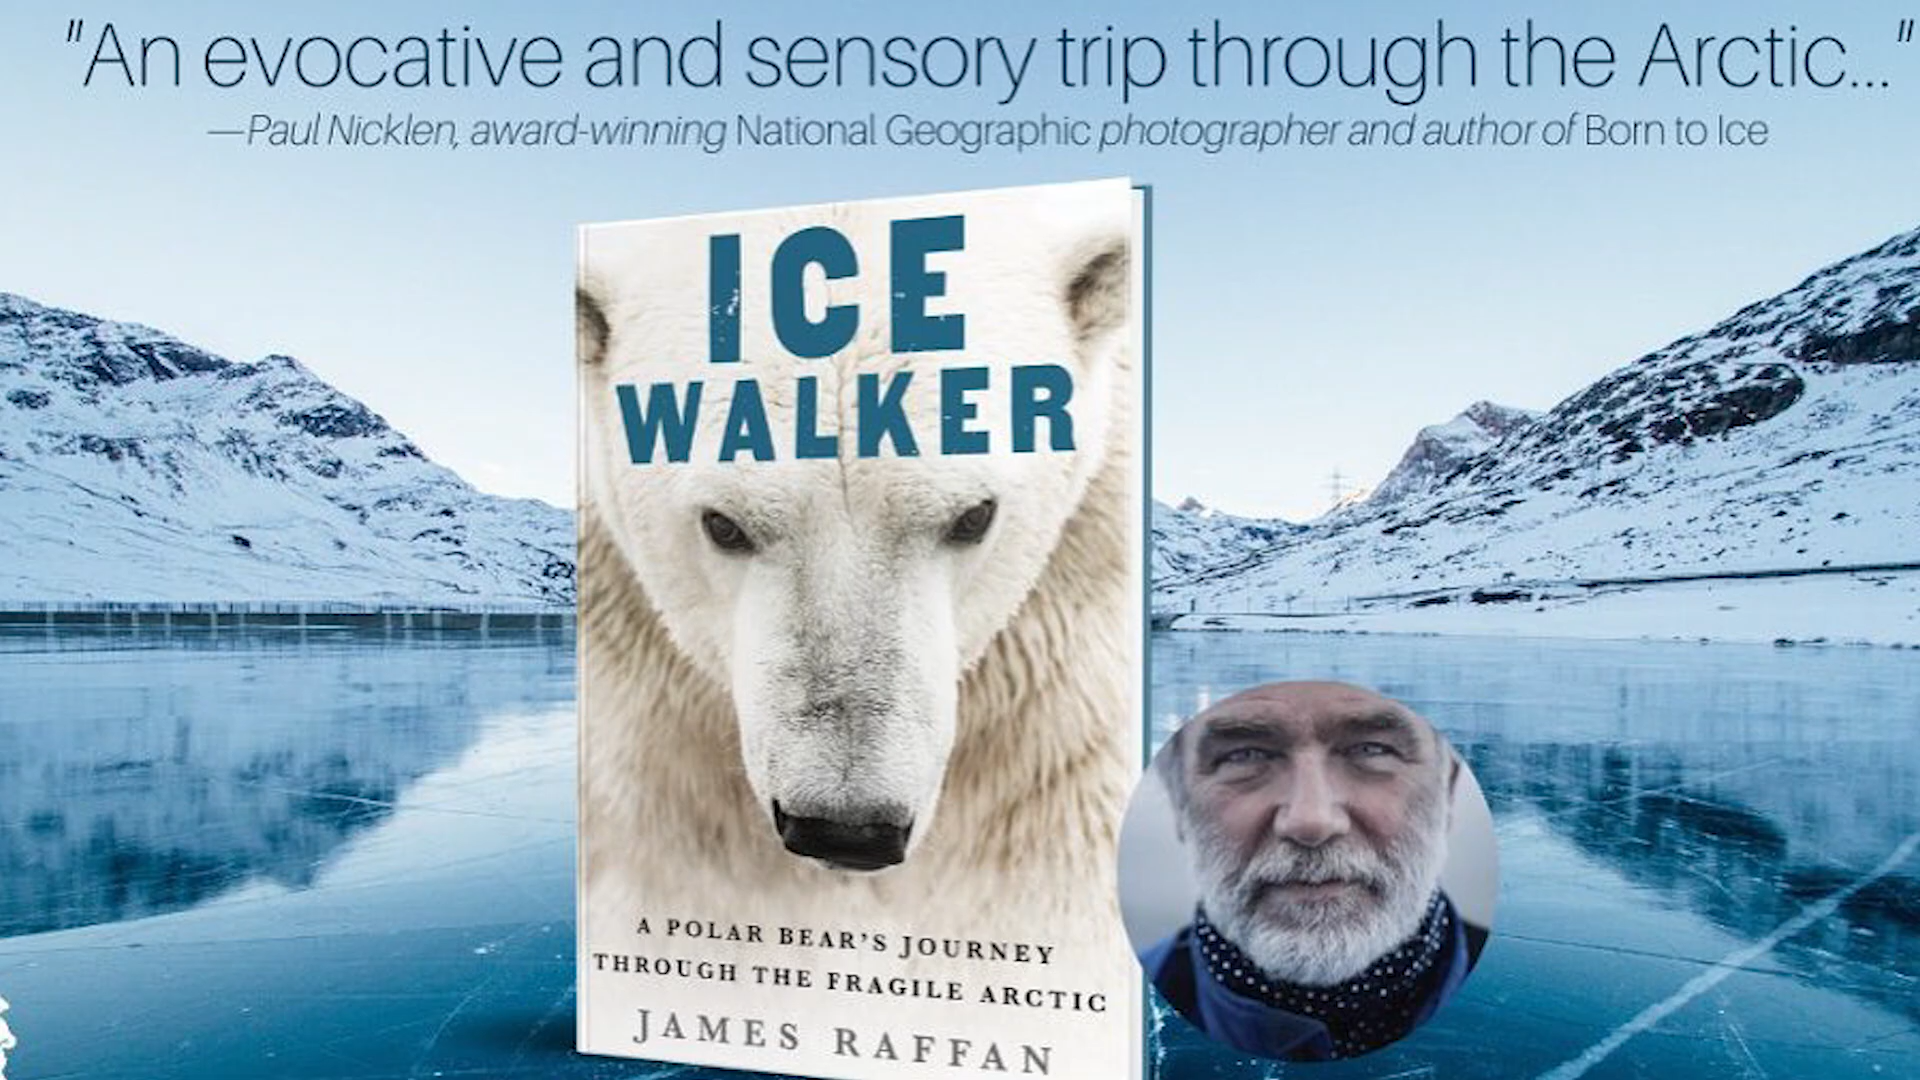 "An evocative and sensory trip through the Arctic..."
—Paul Nicklen, award-winning National Geographic photographer and author of Born to Ice
ICE
WALKER
A POLAR BEAR'S JOURNEY
THROUGH THE FRAGILE ARCTIC
JAMES RAFFAN